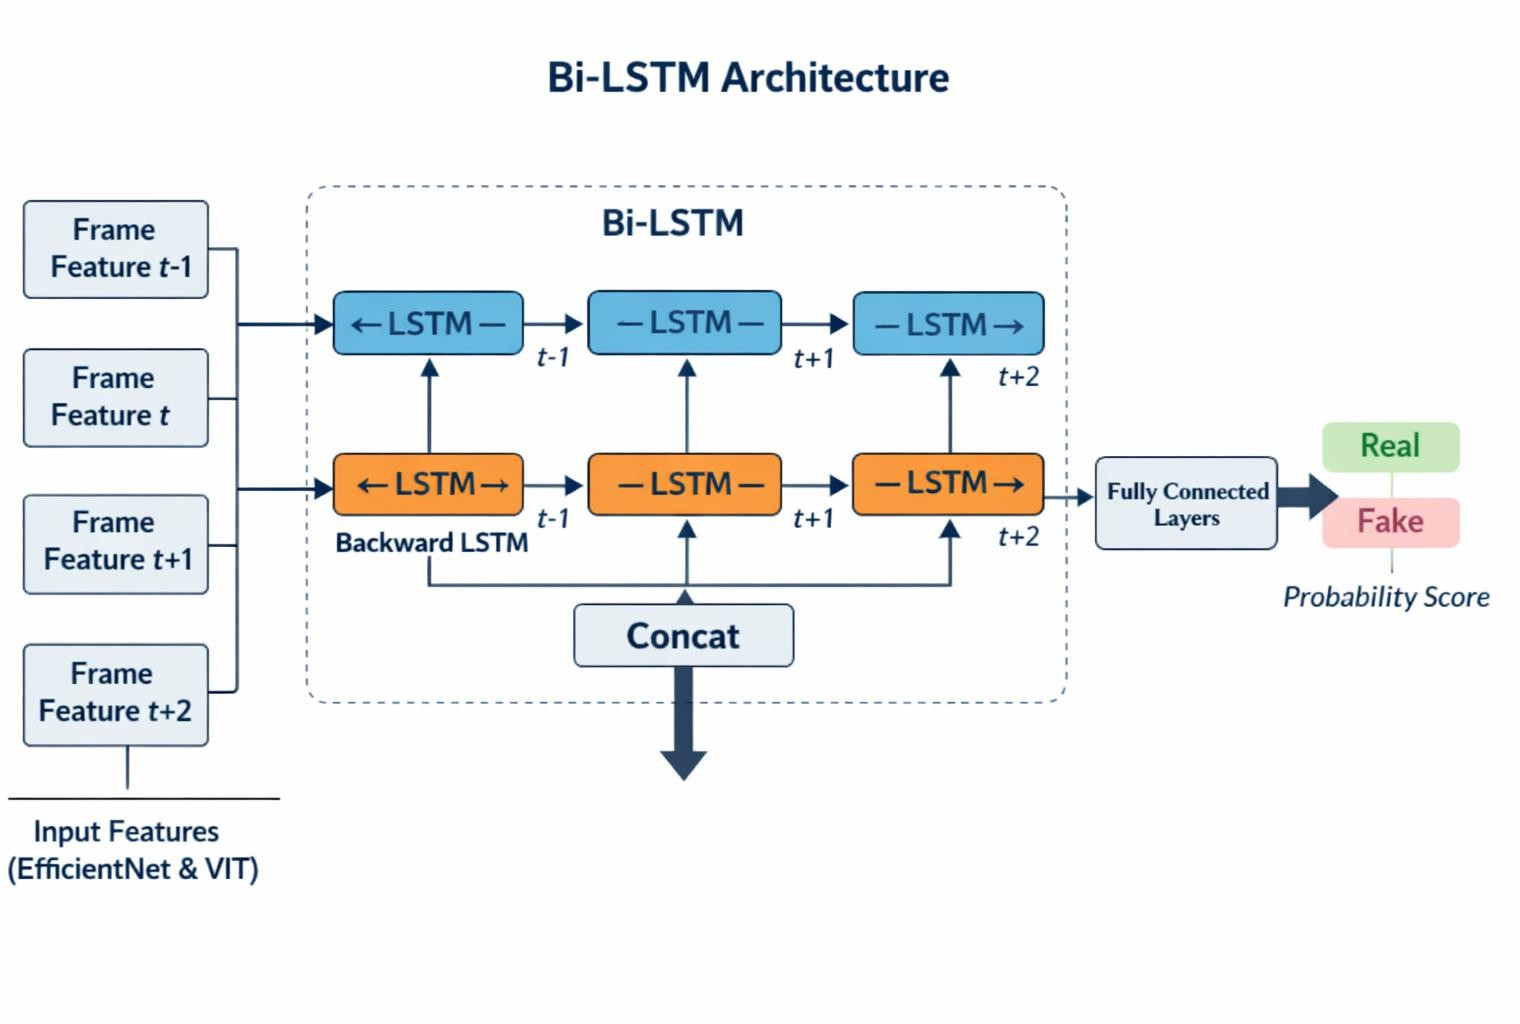 Bi-LSTM Architecture
Frame
Feature t-1
Frame
Feature t
Frame
Feature t+1
Frame
Feature t+2
Input Features
(EfficientNet & VIT)
Bi-LSTM
←LSTM—
t-1
—LSTM—
t+1
—LSTM→
t+2
←LSTM→
t-1
—LSTM—
t+1
—LSTM→
t+2
Backward LSTM
Concat
Fully Connected
Layers
Real
Fake
Probability Score